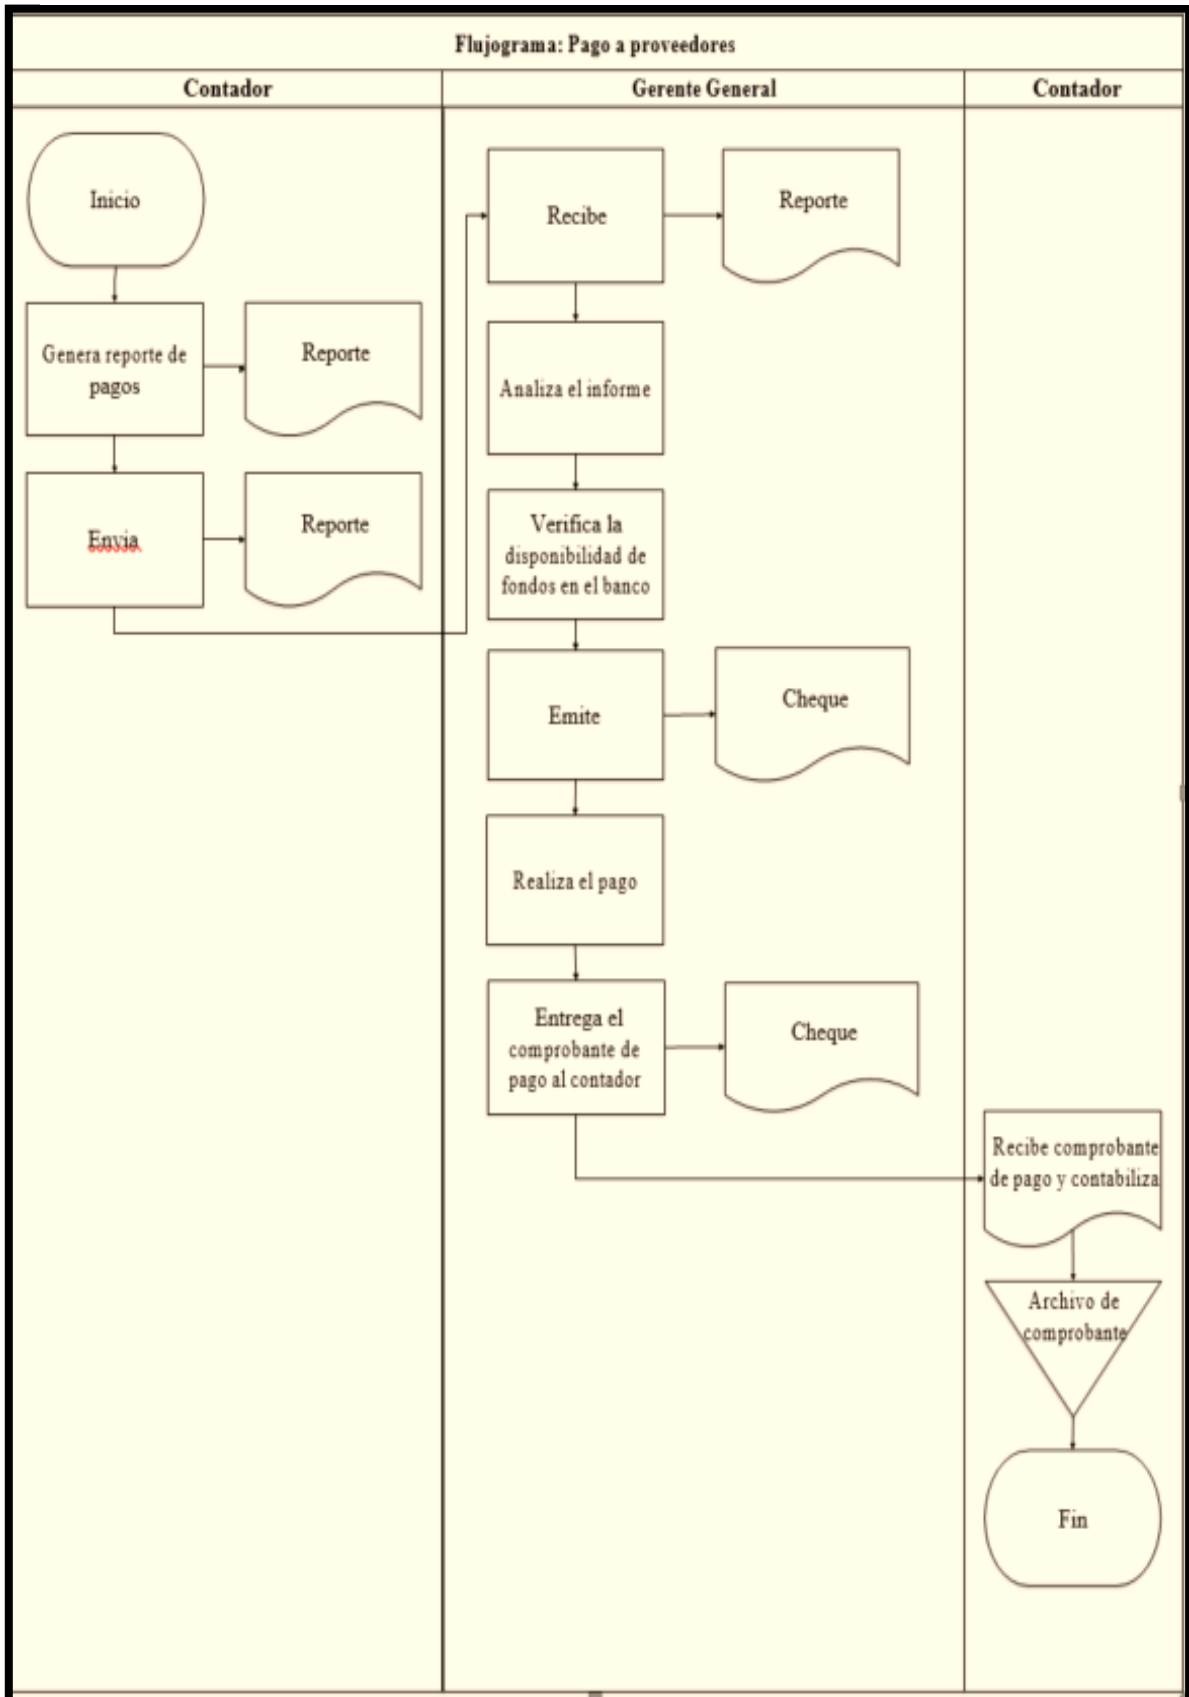 Flujograma: Pago a proveedores
Contador
Gerente General
Contador
Inicio
Genera reporte de
pagos
Reporte
Envia
Reporte
Recibe
Reporte
Analiza el informe
Verifica la
disponibilidad de
fondos en el banco
Emite
Cheque
Realiza el pago
Entrega el
comprobante de
pago al contador
Cheque
Recibe comprobante
de pago y contabiliza
Archivo de
comprobante
Fin